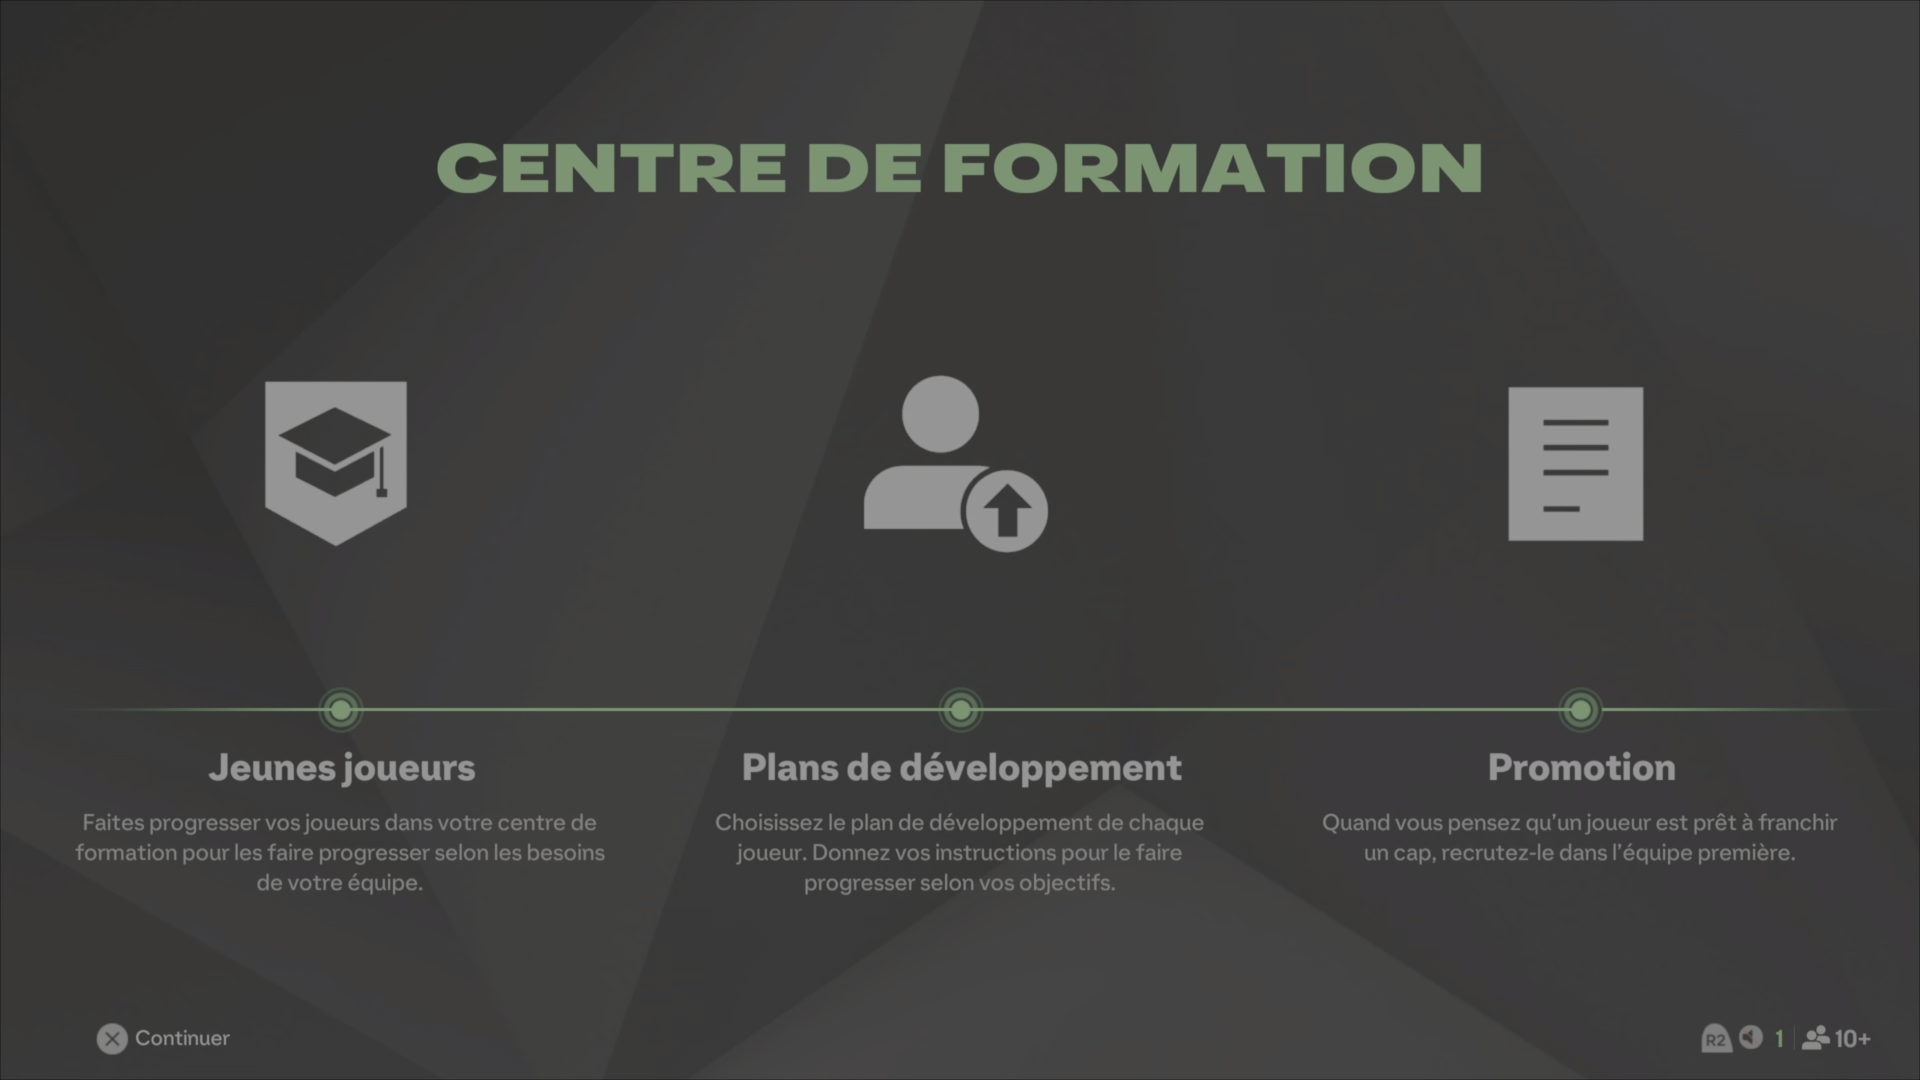 CENTRE DE FORMATION
Jeunes joueurs
Faites progresser vos joueurs dans votre centre de
formation pour les faire progresser selon les besoins
de votre équipe.
Plans de développement
Choisissez le plan de développement de chaque
joueur. Donnez vos instructions pour le faire
progresser selon vos objectifs.
Promotion
Quand vous pensez qu'un joueur est prêt à franchir
un cap, recrutez-le dans l'équipe première.
Continuer
R2 1 10+